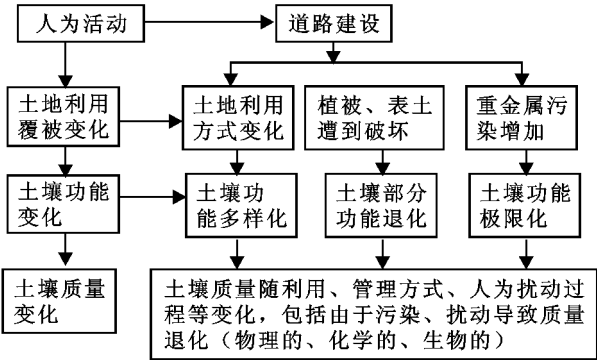 人为活动
道路建设
土地利用
覆被变化
土地利用
方式变化
植被、表土
遭到破坏
重金属污
染增加
土壤功能
变化
土壤功
能多样化
土壤部分
功能退化
土壤功能
极限化
土壤质量
变化
土壤质量随利用、管理方式、人为扰动过
程等变化，包括由于污染、扰动导致质量
退化（物理的、化学的、生物的）